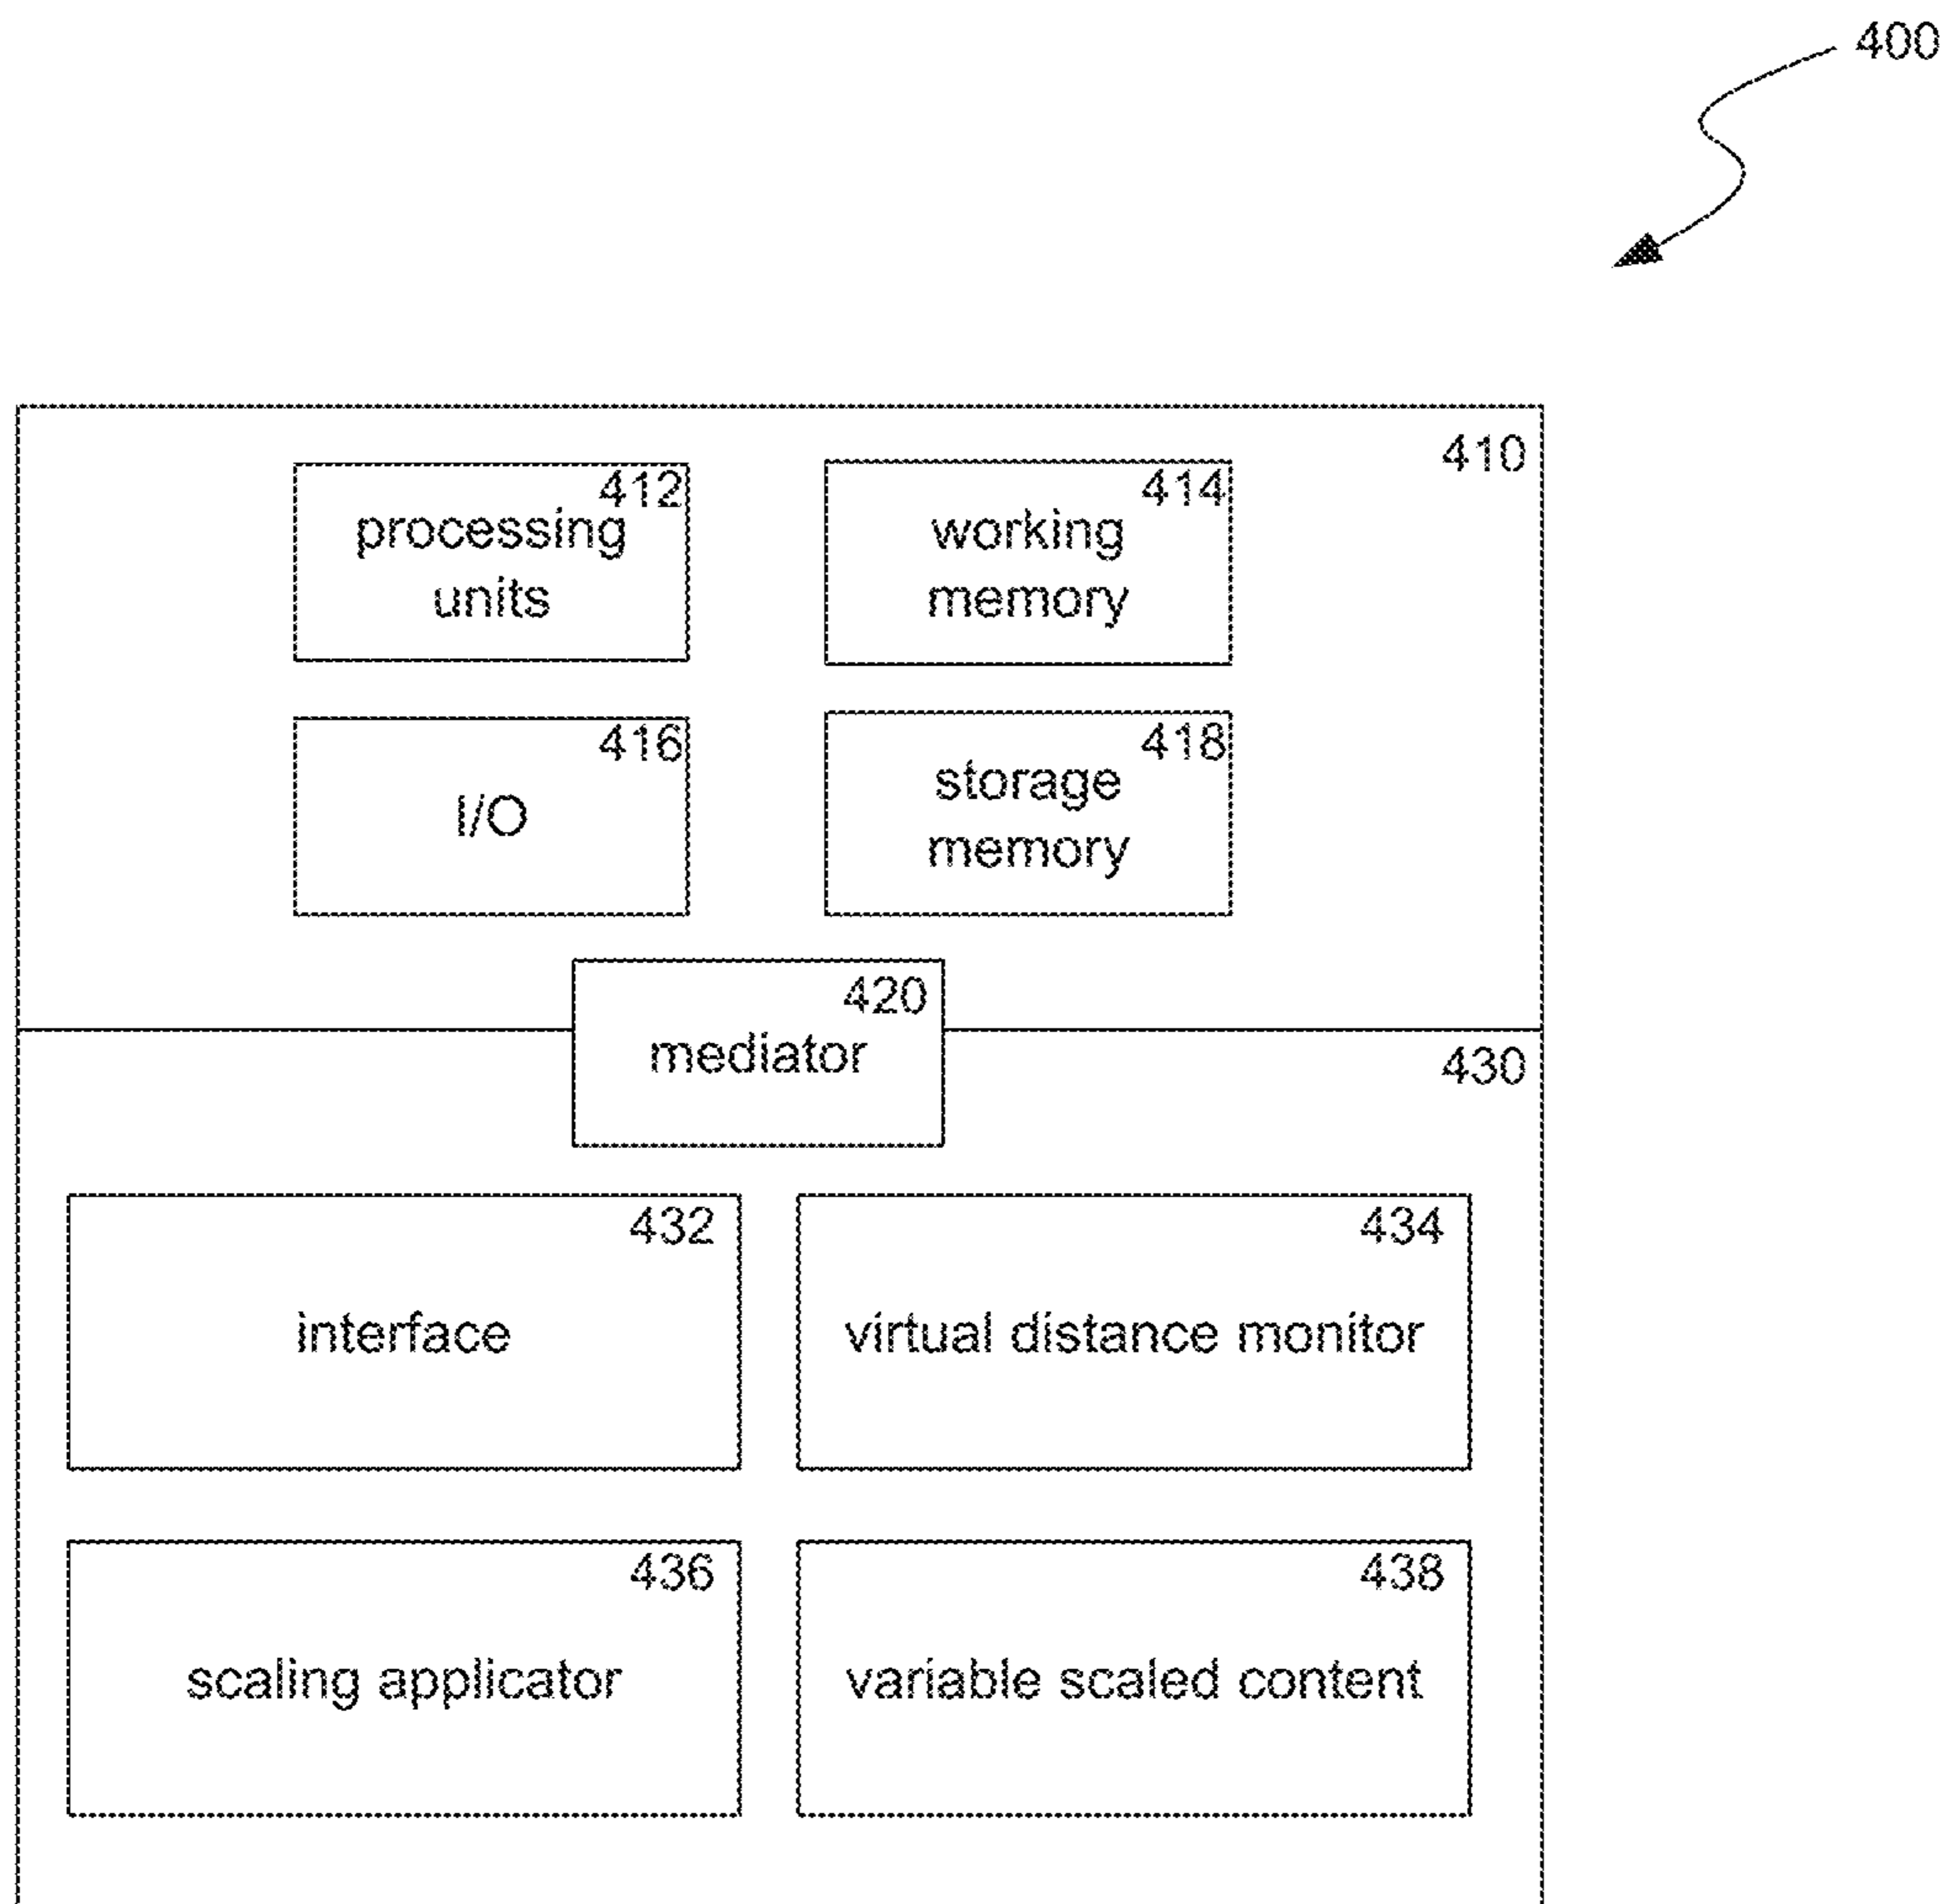 400
410
412
processing
units
414
working
memory
416
I/O
418
storage
memory
420
mediator
430
432
interface
434
virtual distance monitor
436
scaling applicator
438
variable scaled content